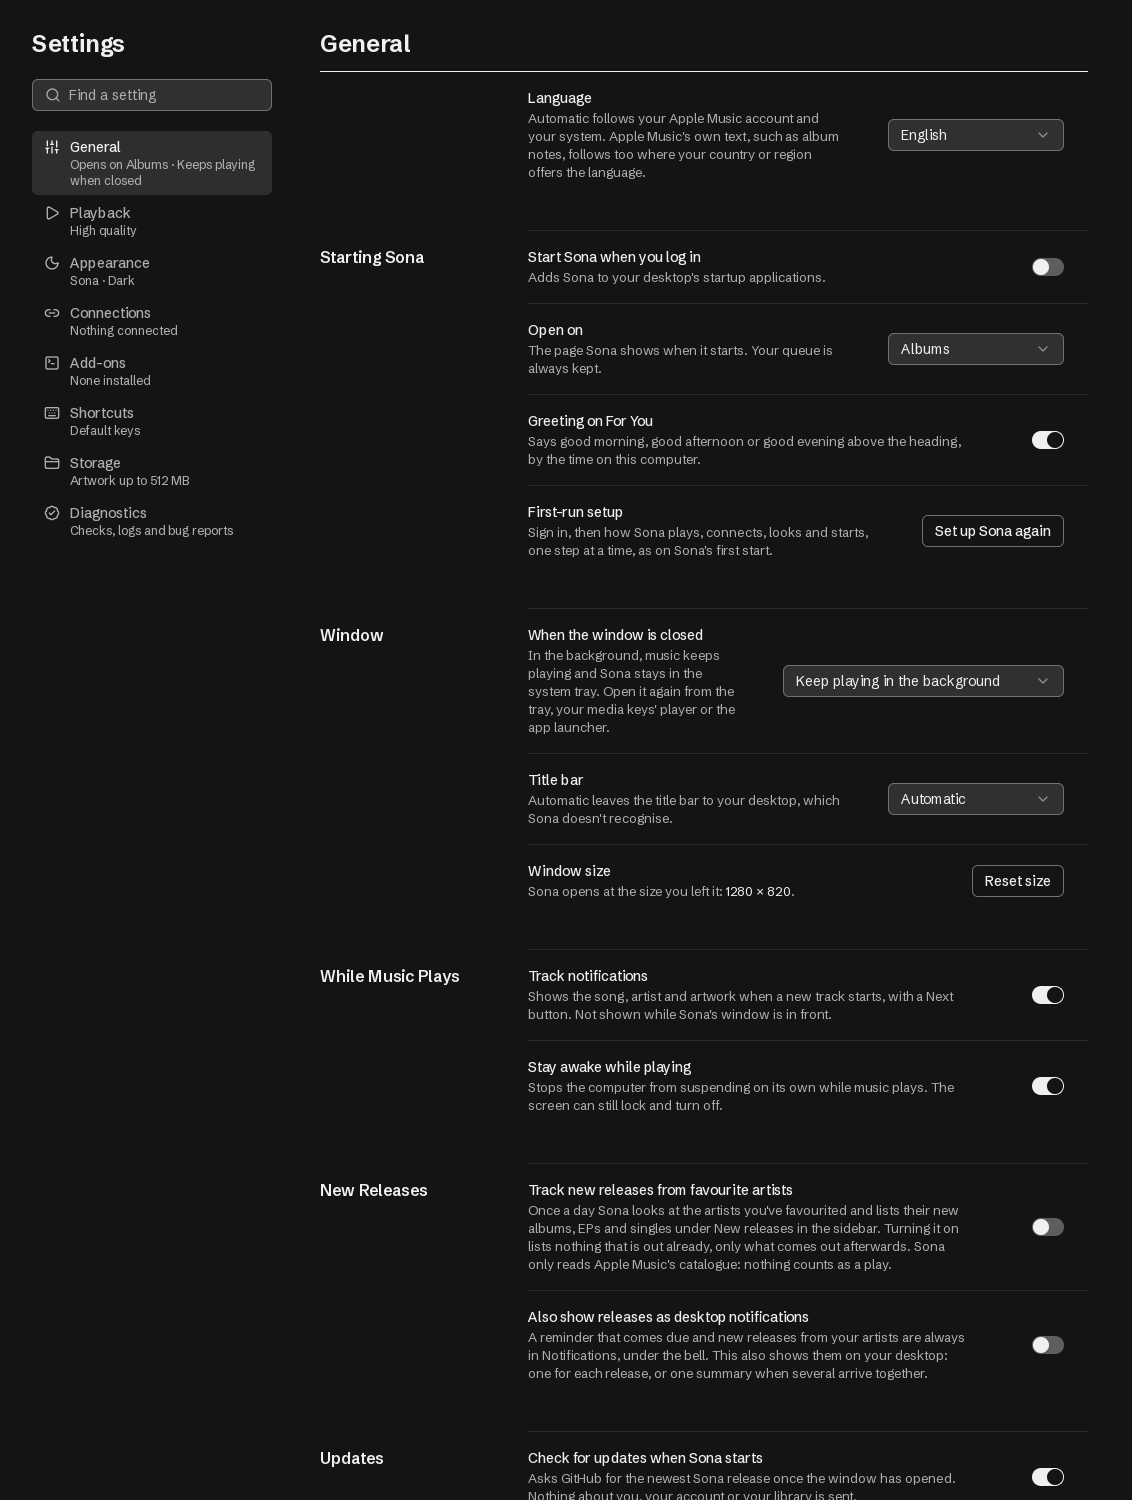 Settings
Find a setting
General
Opens on Albums · Keeps playing
when closed
Playback
High quality
Appearance
Sona · Dark
Connections
Nothing connected
Add-ons
None installed
Shortcuts
Default keys
Storage
Artwork up to 512 MB
Diagnostics
Checks, logs and bug reports
General
Language
Automatic follows your Apple Music account and
your system. Apple Music's own text, such as album
notes, follows too where your country or region
offers the language.
English
Starting Sona
Start Sona when you log in
Adds Sona to your desktop's startup applications.
Open on
The page Sona shows when it starts. Your queue is
always kept.
Albums
Greeting on For You
Says good morning, good afternoon or good evening above the heading,
by the time on this computer.
First-run setup
Sign in, then how Sona plays, connects, looks and starts,
one step at a time, as on Sona's first start.
Set up Sona again
Window
When the window is closed
In the background, music keeps
playing and Sona stays in the
system tray. Open it again from the
tray, your media keys' player or the
app launcher.
Keep playing in the background
Title bar
Automatic leaves the title bar to your desktop, which
Sona doesn't recognise.
Automatic
Window size
Sona opens at the size you left it: 1280 × 820.
Reset size
While Music Plays
Track notifications
Shows the song, artist and artwork when a new track starts, with a Next
button. Not shown while Sona's window is in front.
Stay awake while playing
Stops the computer from suspending on its own while music plays. The
screen can still lock and turn off.
New Releases
Track new releases from favourite artists
Once a day Sona looks at the artists you've favourited and lists their new
albums, EPs and singles under New releases in the sidebar. Turning it on
lists nothing that is out already, only what comes out afterwards. Sona
only reads Apple Music's catalogue: nothing counts as a play.
Also show releases as desktop notifications
A reminder that comes due and new releases from your artists are always
in Notifications, under the bell. This also shows them on your desktop:
one for each release, or one summary when several arrive together.
Updates
Check for updates when Sona starts
Asks GitHub for the newest Sona release once the window has opened.
Nothing about you, your account or your library is sent.